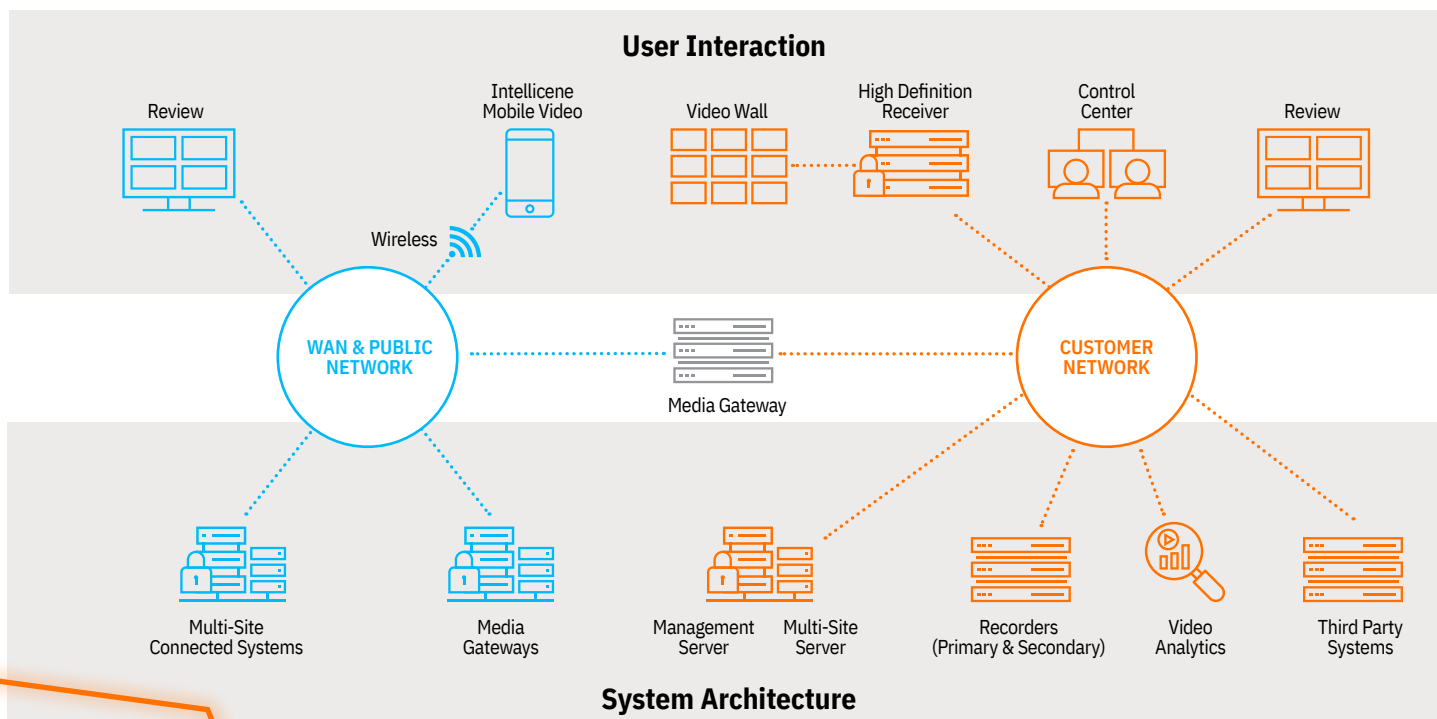 User Interaction
Review
Intellicene
Mobile Video
Video Wall
High Definition
Receiver
Control
Center
Review
Wireless
WAN & PUBLIC
NETWORK
Media Gateway
CUSTOMER
NETWORK
Multi-Site
Connected Systems
Media
Gateways
Management
Server
Multi-Site
Server
Recorders
(Primary & Secondary)
Video
Analytics
Third Party
Systems
System Architecture